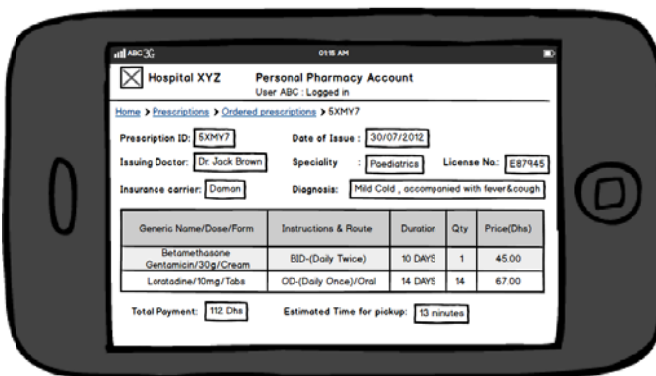 ABC 3G 01:15 AM
Hospital XYZ Personal Pharmacy Account
User ABC : Logged in
Home > Prescriptions > Ordered prescriptions > 5XMY7
Prescription ID: 5XMY7 Date of Issue : 30/07/2012
Issuing Doctor: Dr. Jack Brown Speciality : Paediatrics License No.: E87945
Insurance carrier: Daman Diagnosis: Mild Cold , accompanied with fever&cough
Generic Name/Dose/Form Instructions & Route Duration Qty Price(Dhs)
Betamethasone
Gentamicin/30g/Cream BID-(Daily Twice) 10 DAYS 1 45.00
Loratadine/10mg/Tabs OD-(Daily Once)/Oral 14 DAYS 14 67.00
Total Payment: 112 Dhs Estimated Time for pickup: 13 minutes